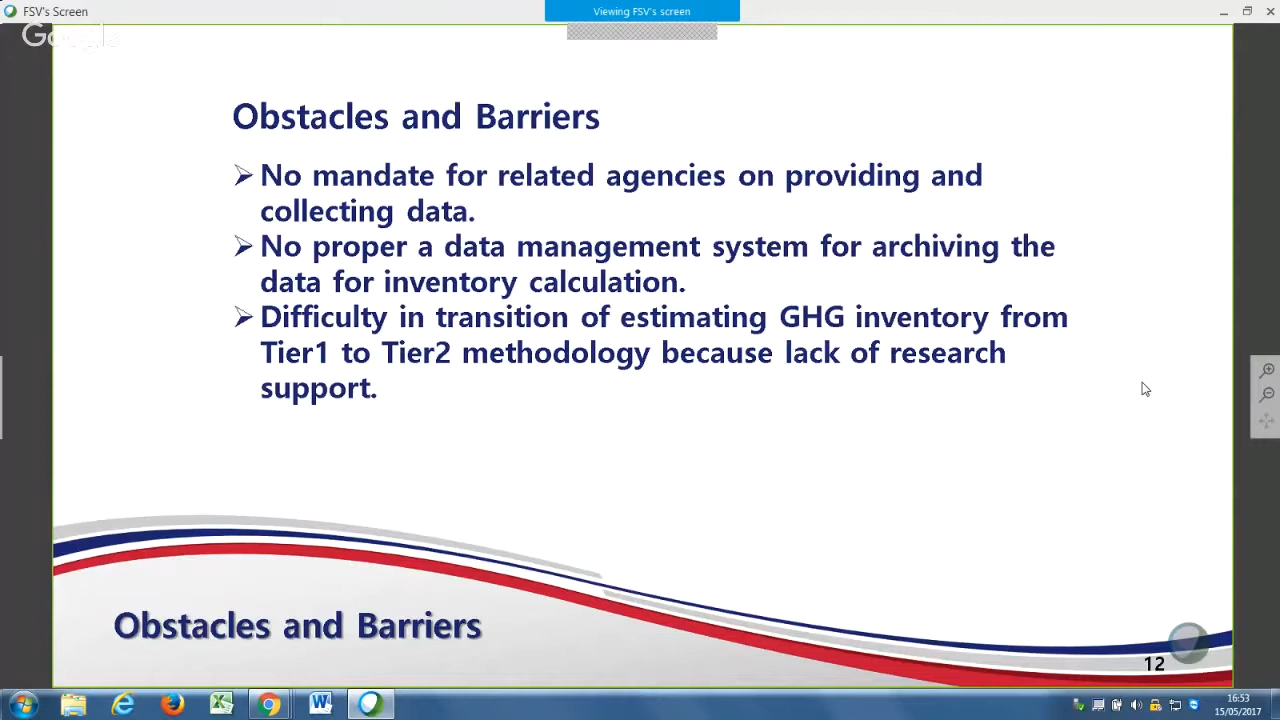 FSV's Screen
Viewing FSV's screen
Google
Obstacles and Barriers
➢ No mandate for related agencies on providing and
collecting data.
➢ No proper a data management system for archiving the
data for inventory calculation.
➢ Difficulty in transition of estimating GHG inventory from
Tier1 to Tier2 methodology because lack of research
support.
Obstacles and Barriers
12
16:53
15/05/2017